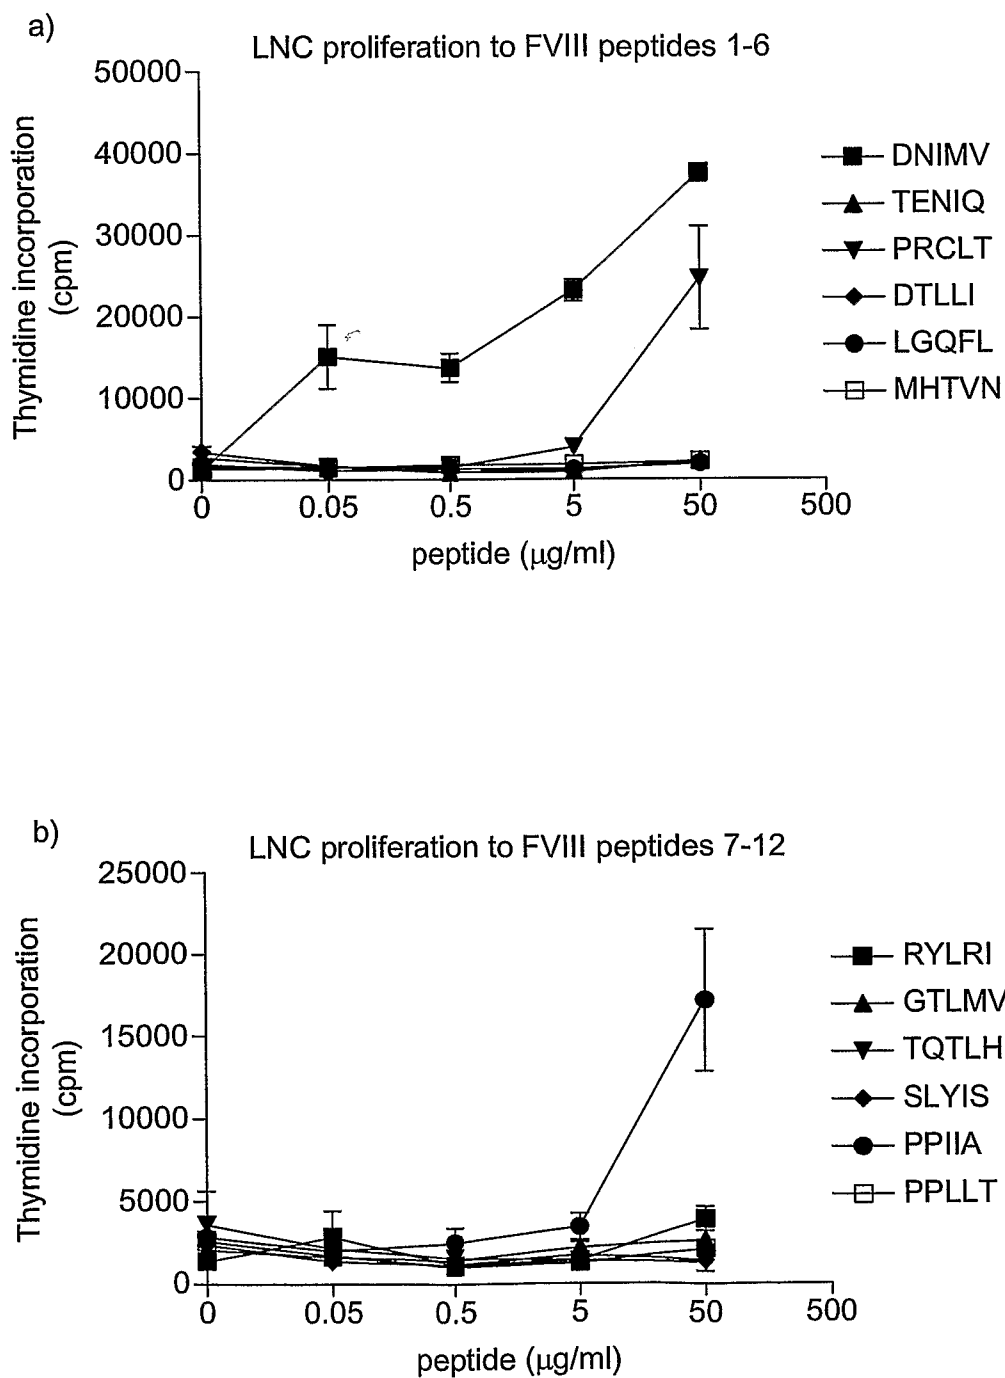 a)
LNC proliferation to FVIII peptides 1-6
50000
40000
30000
20000
10000
0
Thymidine incorporation
(cpm)
0 0.05 0.5 5 50 500
peptide (μg/ml)
DNIMV
TENIQ
PRCLT
DTLLI
LGQFL
MHTVN
b)
LNC proliferation to FVIII peptides 7-12
25000
20000
15000
10000
5000
0
Thymidine incorporation
(cpm)
0 0.05 0.5 5 50 500
peptide (μg/ml)
RYLRI
GTLMV
TQTLH
SLYIS
PPIIA
PPLLT